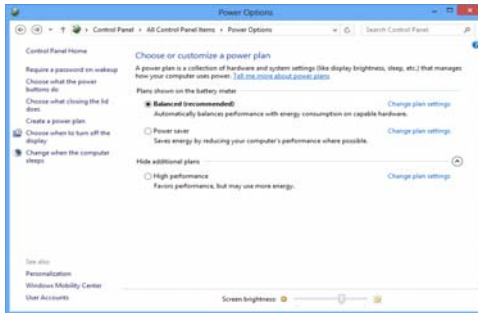 Power Options
Control Panel › All Control Panel Items › Power Options
Search Control Panel
Control Panel Home
Require a password on wakeup
Choose what the power
buttons do
Choose what closing the lid
does
Create a power plan
Choose when to turn off the
display
Change when the computer
sleeps
See also
Personalization
Windows Mobility Center
User Accounts
Choose or customize a power plan
A power plan is a collection of hardware and system settings (like display brightness, sleep, etc.) that manages
how your computer uses power. Tell me more about power plans
Plans shown on the battery meter
Balanced (recommended) Change plan settings
Automatically balances performance with energy consumption on capable hardware.
Power saver Change plan settings
Saves energy by reducing your computer's performance where possible.
Hide additional plans
High performance Change plan settings
Favors performance, but may use more energy.
Screen brightness: